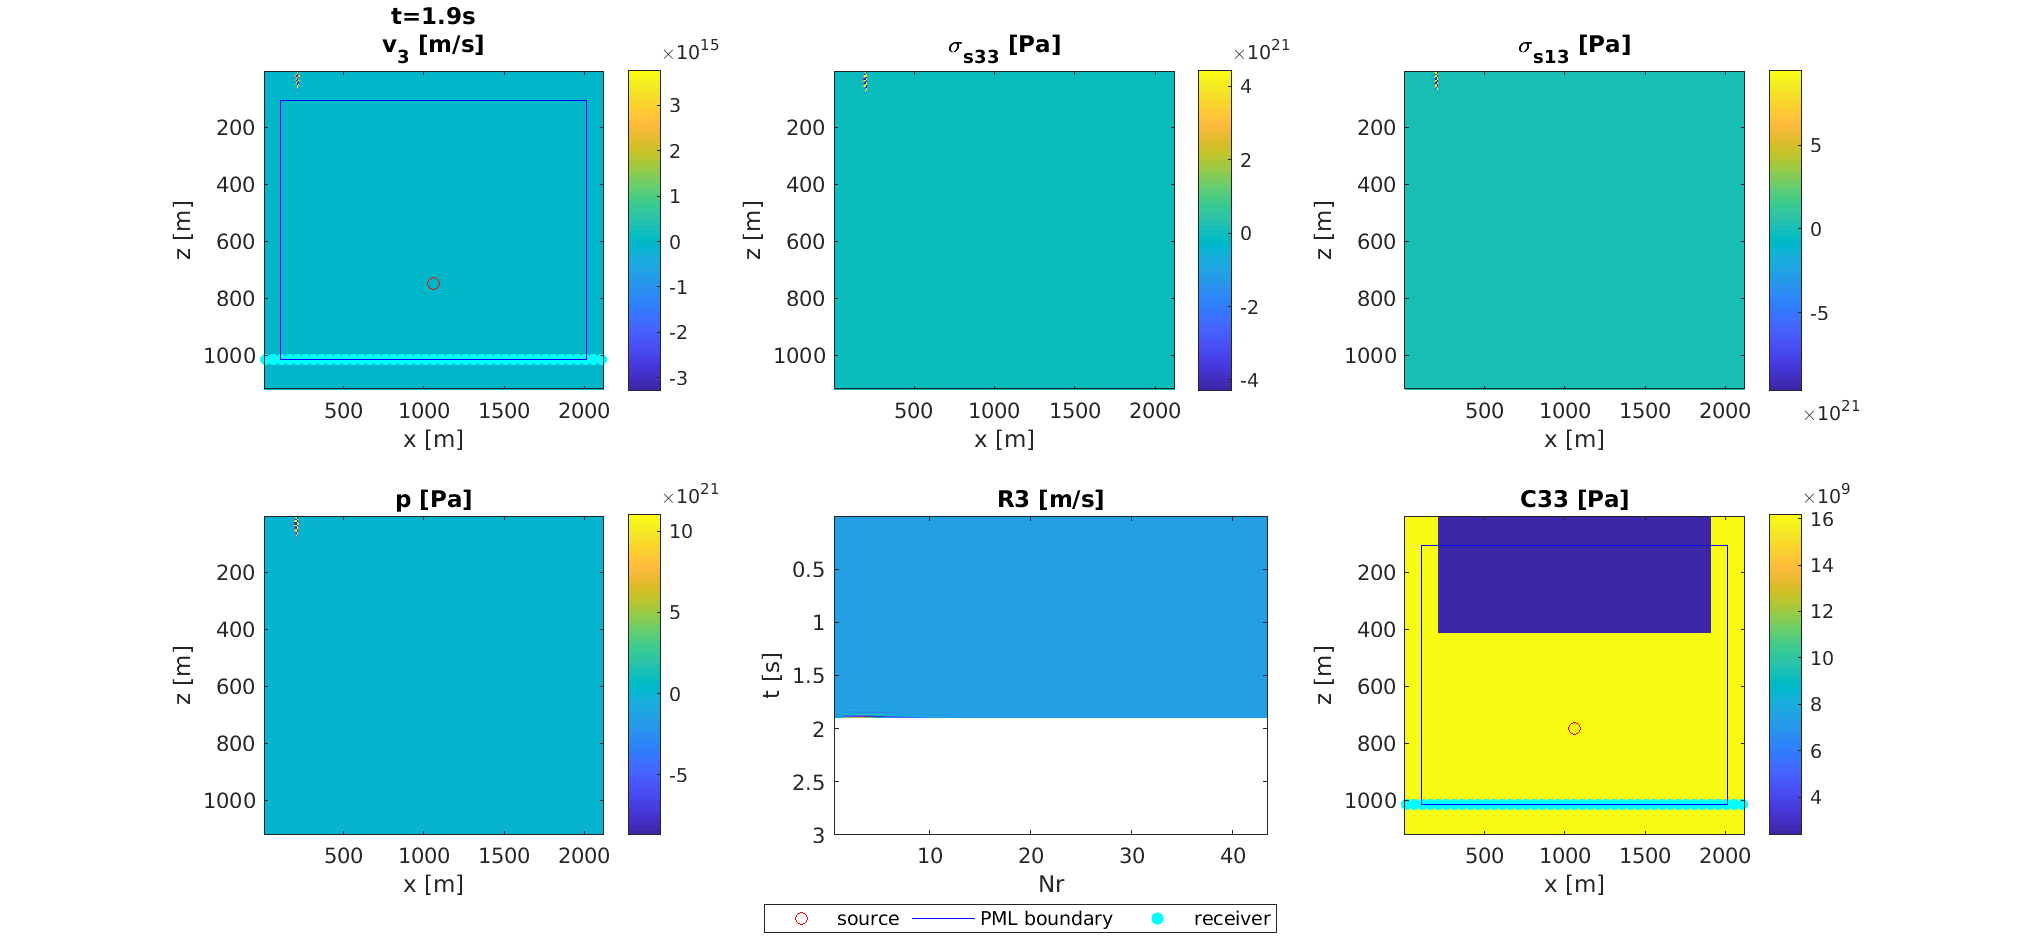 t=1.9s
v3 [m/s]
×10^15
3
2
1
0
-1
-2
-3
200
400
600
800
1000
z [m]
500 1000 1500 2000
x [m]
σs33 [Pa]
×10^21
4
2
0
-2
-4
200
400
600
800
1000
z [m]
500 1000 1500 2000
x [m]
σs13 [Pa]
5
0
-5
×10^21
200
400
600
800
1000
z [m]
500 1000 1500 2000
x [m]
p [Pa]
×10^21
10
5
0
-5
200
400
600
800
1000
z [m]
500 1000 1500 2000
x [m]
R3 [m/s]
0.5
1
1.5
2
2.5
3
t [s]
10 20 30 40
Nr
C33 [Pa]
×10^9
16
14
12
10
8
6
4
200
400
600
800
1000
z [m]
500 1000 1500 2000
x [m]
source PML boundary receiver